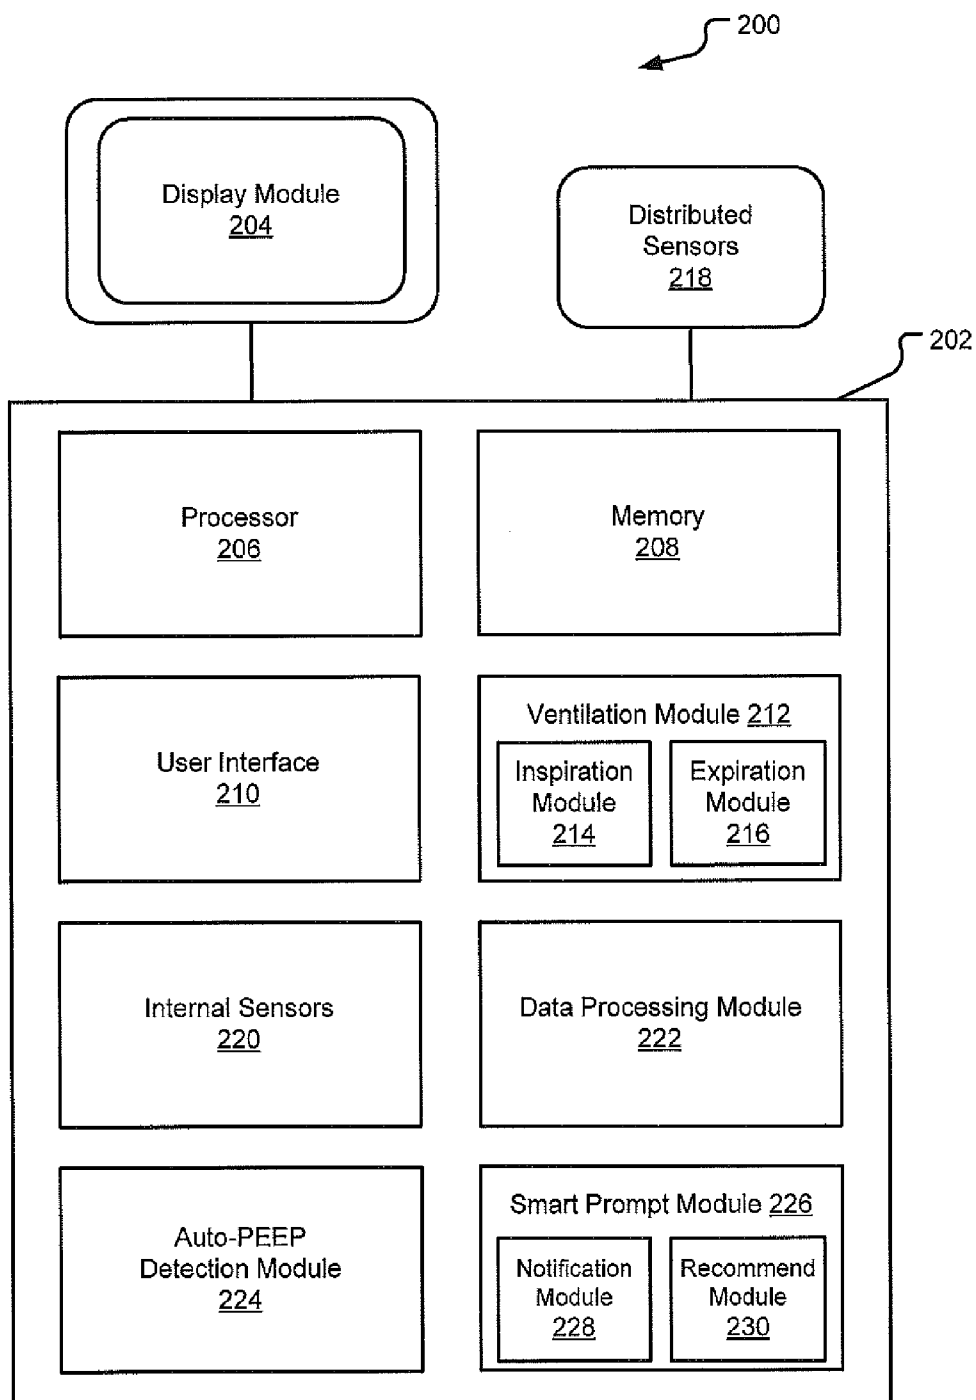 200
Display Module
204
Distributed
Sensors
218
202
Processor
206
Memory
208
User Interface
210
Ventilation Module 212
Inspiration
Module
214
Expiration
Module
216
Internal Sensors
220
Data Processing Module
222
Auto-PEEP
Detection Module
224
Smart Prompt Module 226
Notification
Module
228
Recommend
Module
230